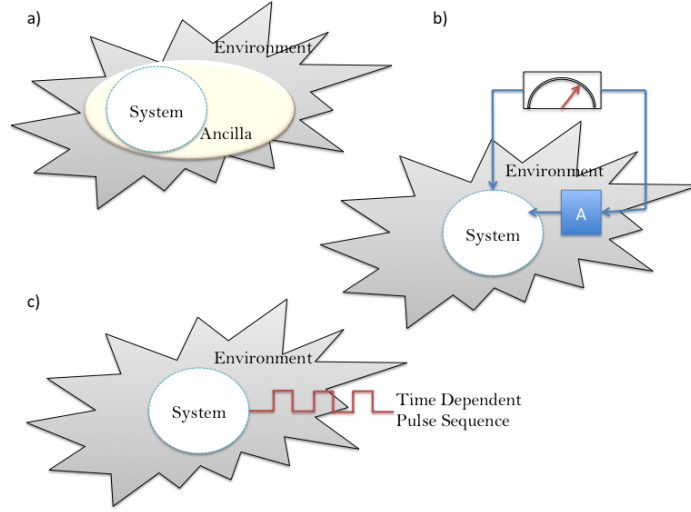 a)
Environment
System
Ancilla
b)
Environment
System
A
c)
Environment
System
Time Dependent
Pulse Sequence